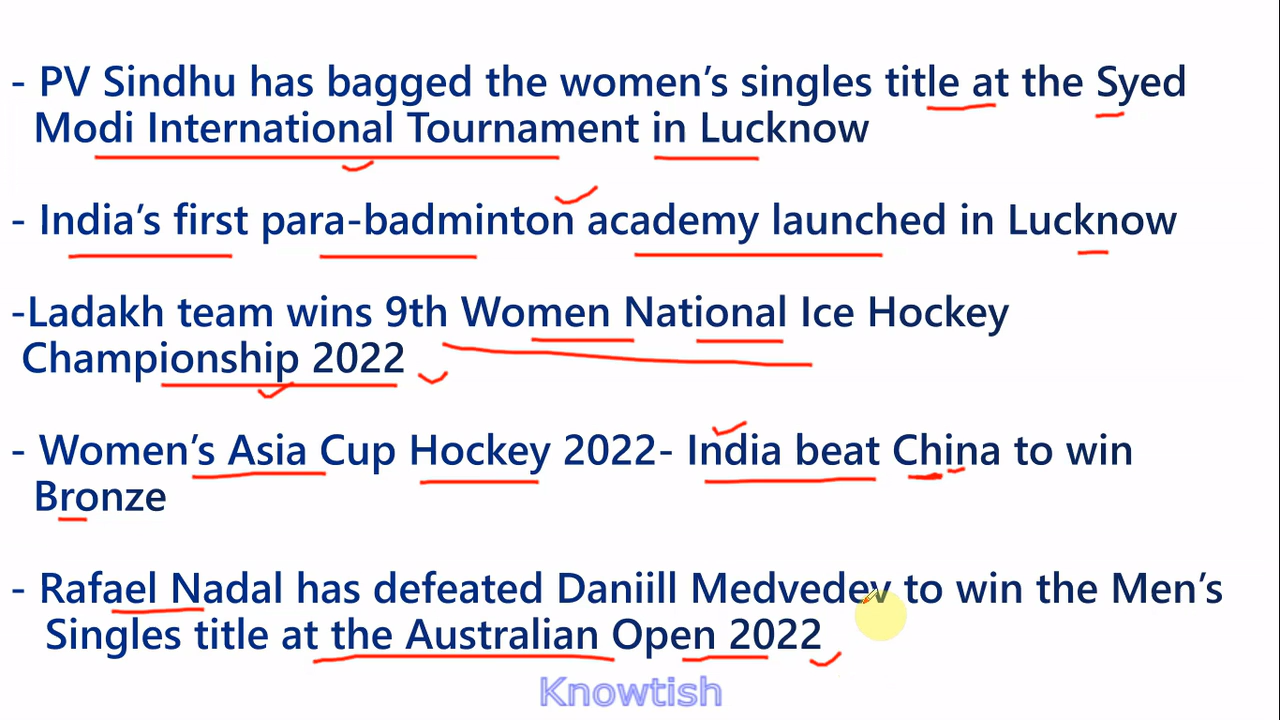 - PV Sindhu has bagged the women's singles title at the Syed
Modi International Tournament in Lucknow
- India's first para-badminton academy launched in Lucknow
-Ladakh team wins 9th Women National Ice Hockey
Championship 2022
- Women's Asia Cup Hockey 2022- India beat China to win
Bronze
- Rafael Nadal has defeated Daniill Medvedev to win the Men's
Singles title at the Australian Open 2022
Knowtish